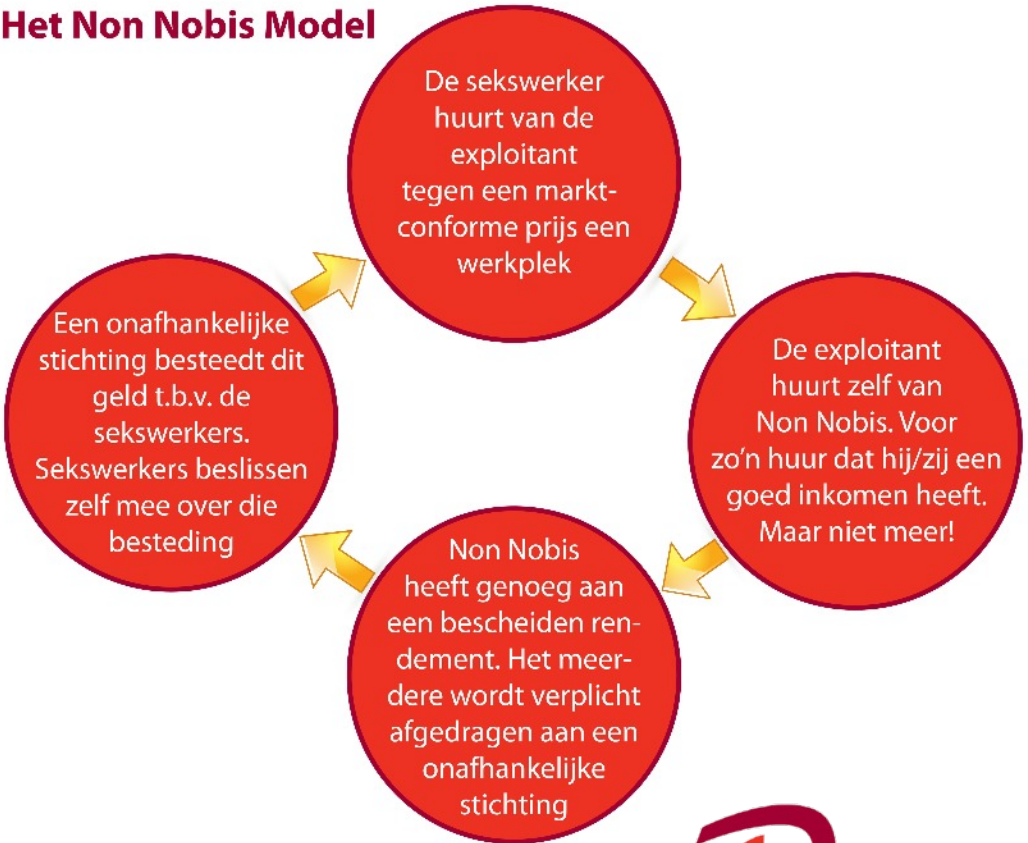 Het Non Nobis Model
De sekswerker
huurt van de
exploitant
tegen een markt-
conforme prijs een
werkplek
De exploitant
huurt zelf van
Non Nobis. Voor
zo'n huur dat hij/zij een
goed inkomen heeft.
Maar niet meer!
Non Nobis
heeft genoeg aan
een bescheiden ren-
dement. Het meer-
dere wordt verplicht
afgedragen aan een
onafhankelijke
stichting
Een onafhankelijke
stichting besteedt dit
geld t.b.v. de
sekswerkers.
Sekswerkers beslissen
zelf mee over die
besteding